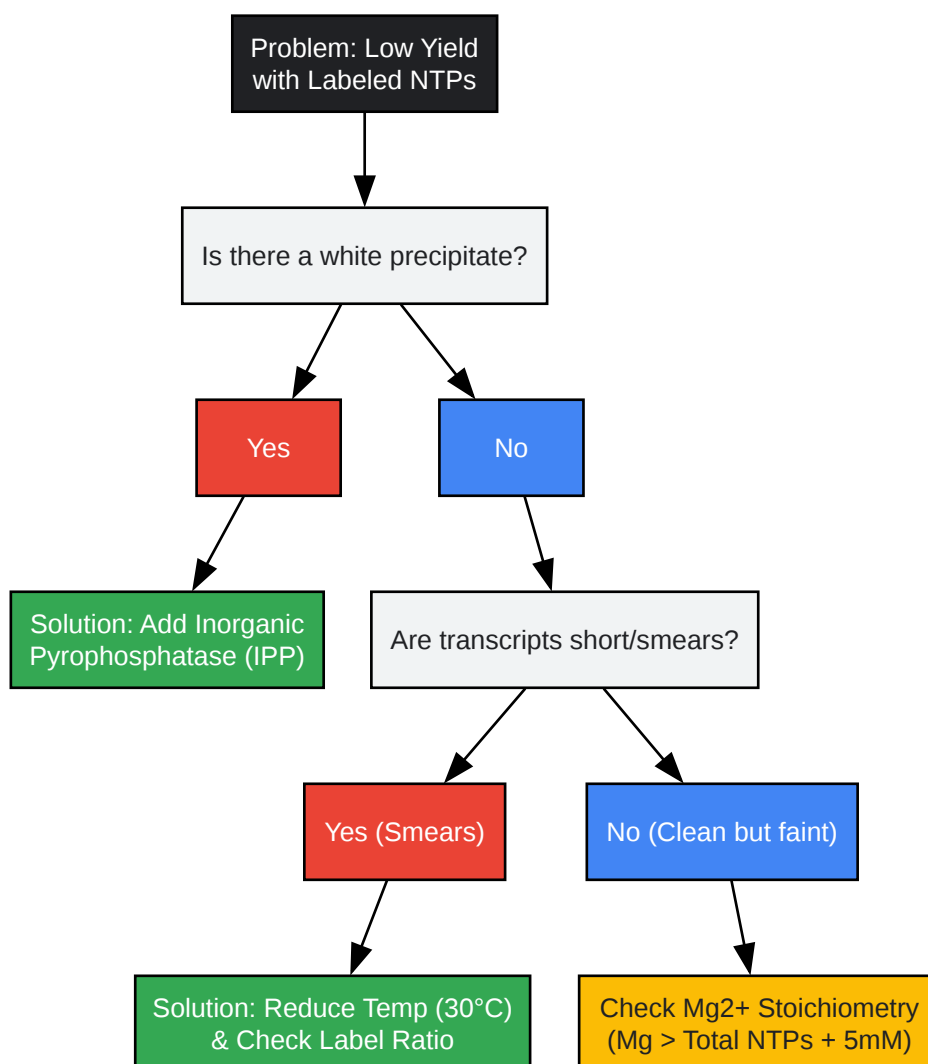 Problem: Low Yield
with Labeled NTPs
Is there a white precipitate?
Yes
No
Solution: Add Inorganic
Pyrophosphatase (IPP)
Are transcripts short/smears?
Yes (Smears)
No (Clean but faint)
Solution: Reduce Temp (30°C)
& Check Label Ratio
Check Mg2+ Stoichiometry
(Mg > Total NTPs + 5mM)